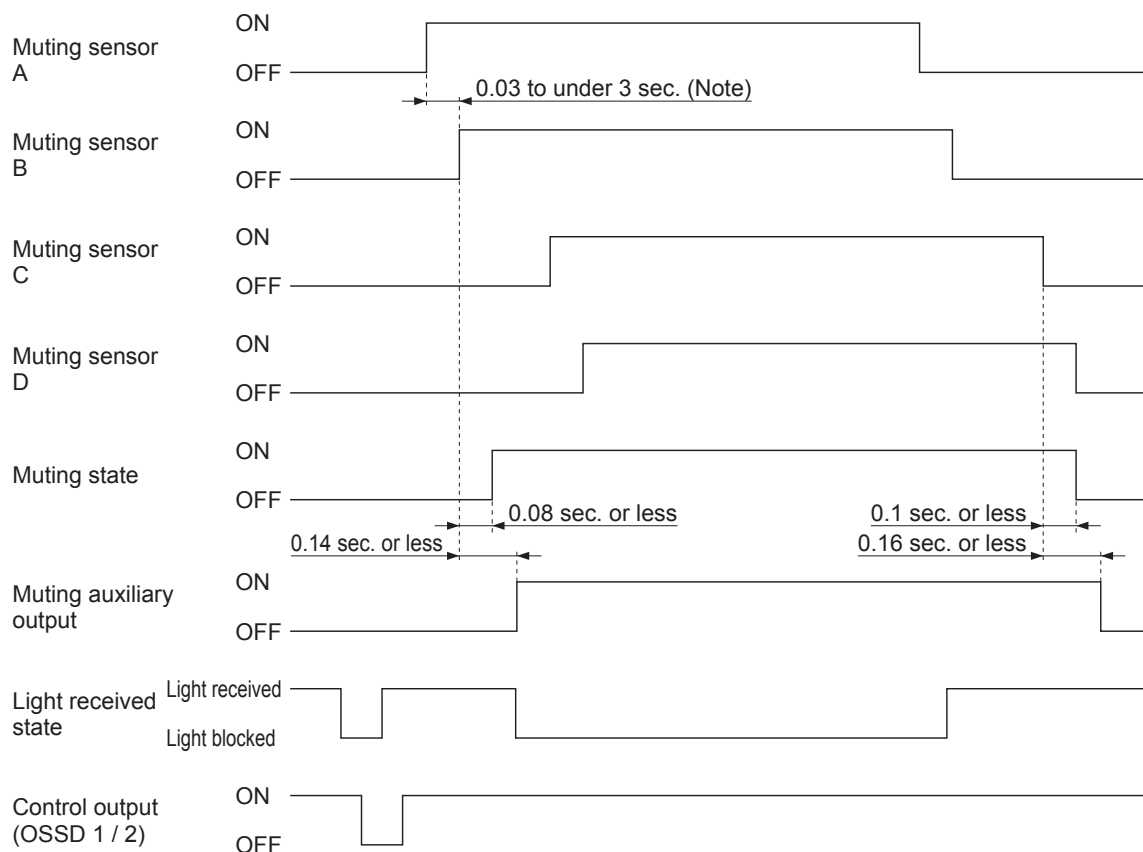 ON
Muting sensor
A
OFF
0.03 to under 3 sec. (Note)
ON
Muting sensor
B
OFF
ON
Muting sensor
C
OFF
ON
Muting sensor
D
OFF
ON
Muting state
OFF
0.08 sec. or less
0.1 sec. or less
0.14 sec. or less
0.16 sec. or less
ON
Muting auxiliary
output
OFF
Light received
Light received
state
Light blocked
ON
Control output
(OSSD 1 / 2)
OFF